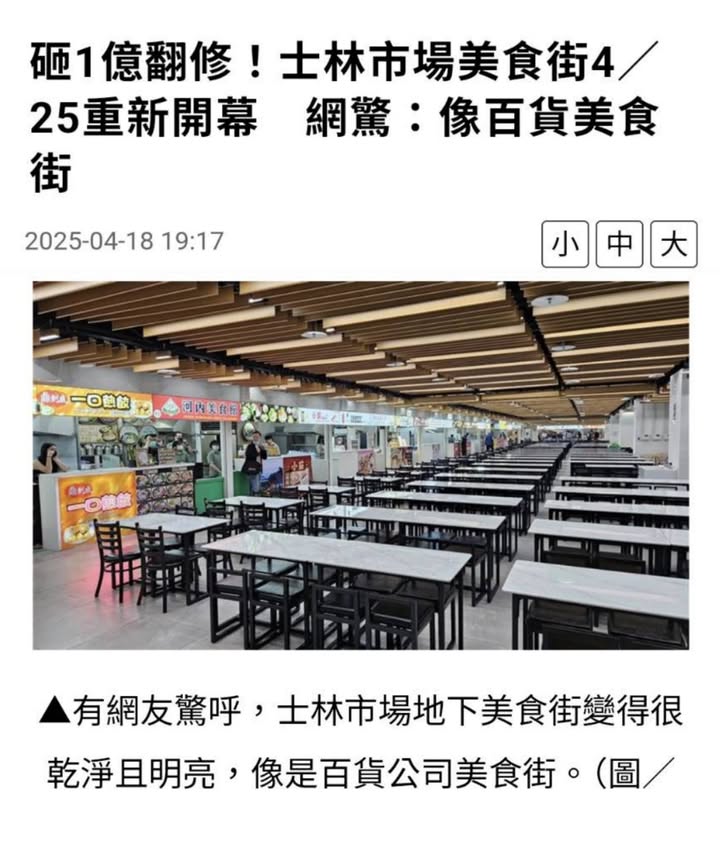 砸1億翻修！士林市場美食街4／
25重新開幕　網驚：像百貨美食
街
2025-04-18 19:17
小 中 大
一口熱餃
河內美食館
一口熱餃
▲有網友驚呼，士林市場地下美食街變得很
乾淨且明亮，像是百貨公司美食街。（圖／